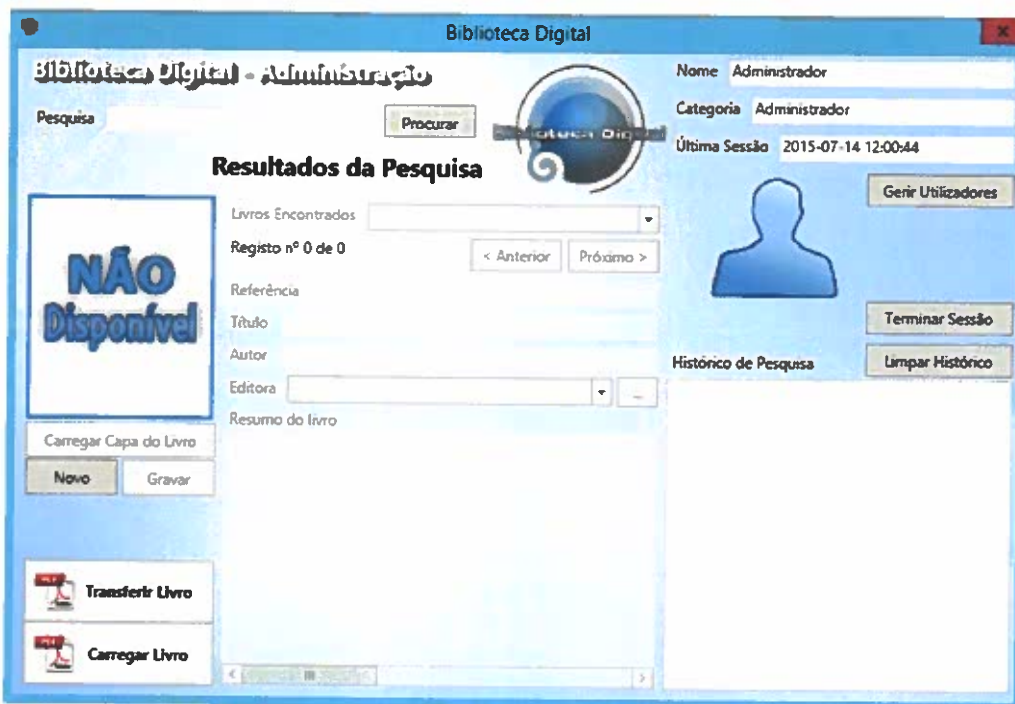 Biblioteca Digital
Biblioteca Digital - Administração
Pesquisa
Procurar
Biblioteca Digital
Resultados da Pesquisa
Nome Administrador
Categoria Administrador
Última Sessão 2015-07-14 12:00:44
Gerir Utilizadores
NÃO
Disponível
Livros Encontrados
Registo nº 0 de 0
< Anterior
Próximo >
Referência
Título
Autor
Editora
...
Resumo do livro
Terminar Sessão
Histórico de Pesquisa
Limpar Histórico
Carregar Capa do Livro
Novo
Gravar
Transferir Livro
Carregar Livro